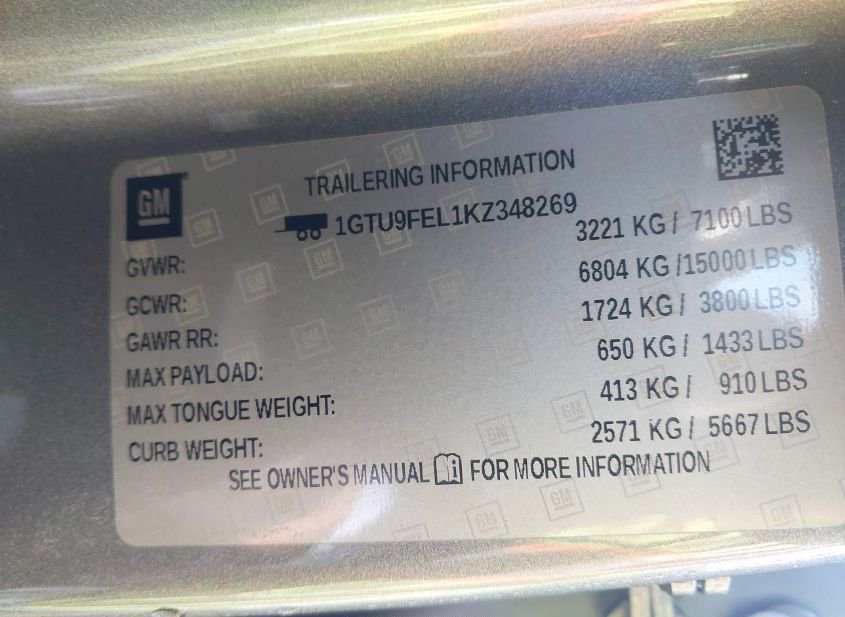 GM
TRAILERING INFORMATION
1GTU9FEL1KZ348269
GVWR: 3221 KG / 7100 LBS
GCWR: 6804 KG /15000 LBS
GAWR RR: 1724 KG / 3800 LBS
MAX PAYLOAD: 650 KG / 1433 LBS
MAX TONGUE WEIGHT: 413 KG / 910 LBS
CURB WEIGHT: 2571 KG / 5667 LBS
SEE OWNER'S MANUAL i FOR MORE INFORMATION